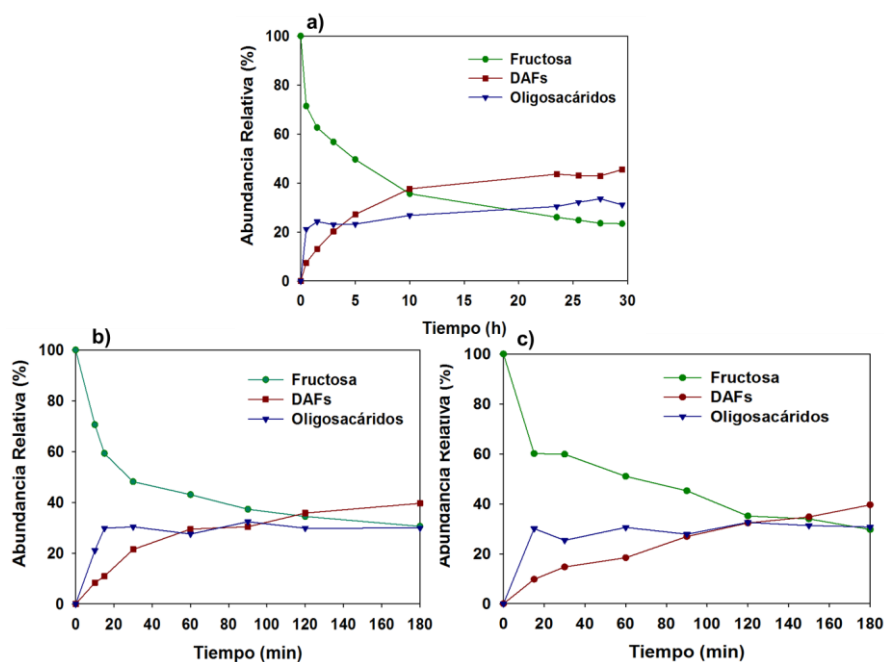 a)
Abundancia Relativa (%)
100
80
60
40
20
0
Fructosa
DAFs
Oligosacáridos
0 5 10 15 20 25 30
Tiempo (h)
b)
Abundancia Relativa (%)
100
80
60
40
20
0
Fructosa
DAFs
Oligosacáridos
0 20 40 60 80 100 120 140 160 180
Tiempo (min)
c)
Abundancia Relativa (%)
100
80
60
40
20
0
Fructosa
DAFs
Oligosacáridos
0 20 40 60 80 100 120 140 160 180
Tiempo (min)